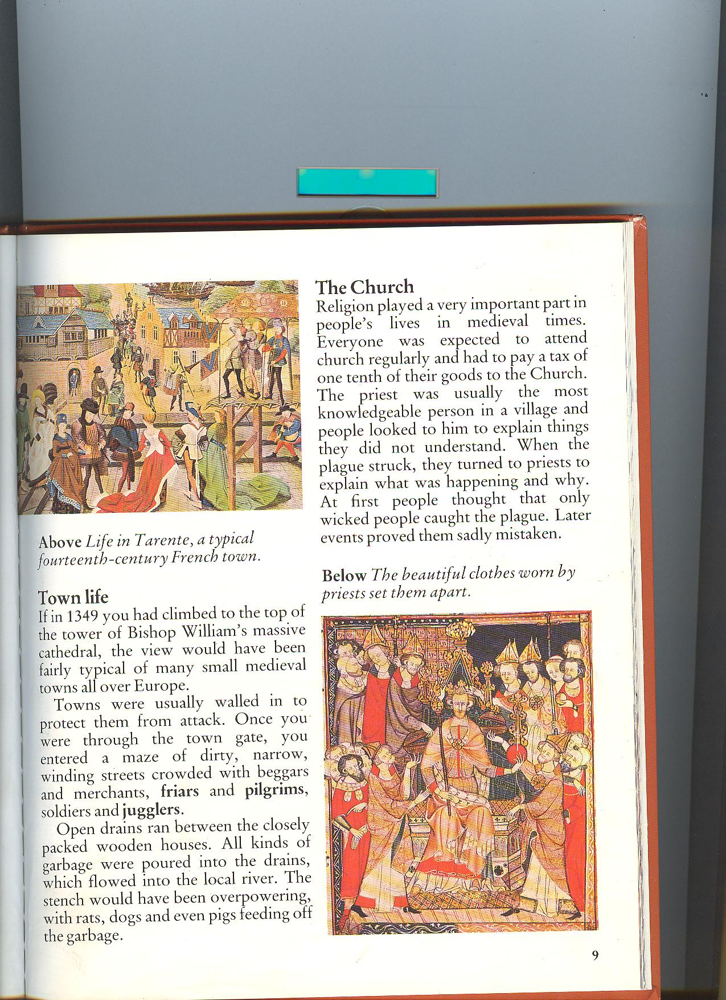 Above Life in Tarente, a typical
fourteenth-century French town.
Town life
If in 1349 you had climbed to the top of
the tower of Bishop William's massive
cathedral, the view would have been
fairly typical of many small medieval
towns all over Europe.
Towns were usually walled in to
protect them from attack. Once you
were through the town gate, you
entered a maze of dirty, narrow,
winding streets crowded with beggars
and merchants, friars and pilgrims,
soldiers and jugglers.
Open drains ran between the closely
packed wooden houses. All kinds of
garbage were poured into the drains,
which flowed into the local river. The
stench would have been overpowering,
with rats, dogs and even pigs feeding off
the garbage.
The Church
Religion played a very important part in
people's lives in medieval times.
Everyone was expected to attend
church regularly and had to pay a tax of
one tenth of their goods to the Church.
The priest was usually the most
knowledgeable person in a village and
people looked to him to explain things
they did not understand. When the
plague struck, they turned to priests to
explain what was happening and why.
At first people thought that only
wicked people caught the plague. Later
events proved them sadly mistaken.
Below The beautiful clothes worn by
priests set them apart.
9